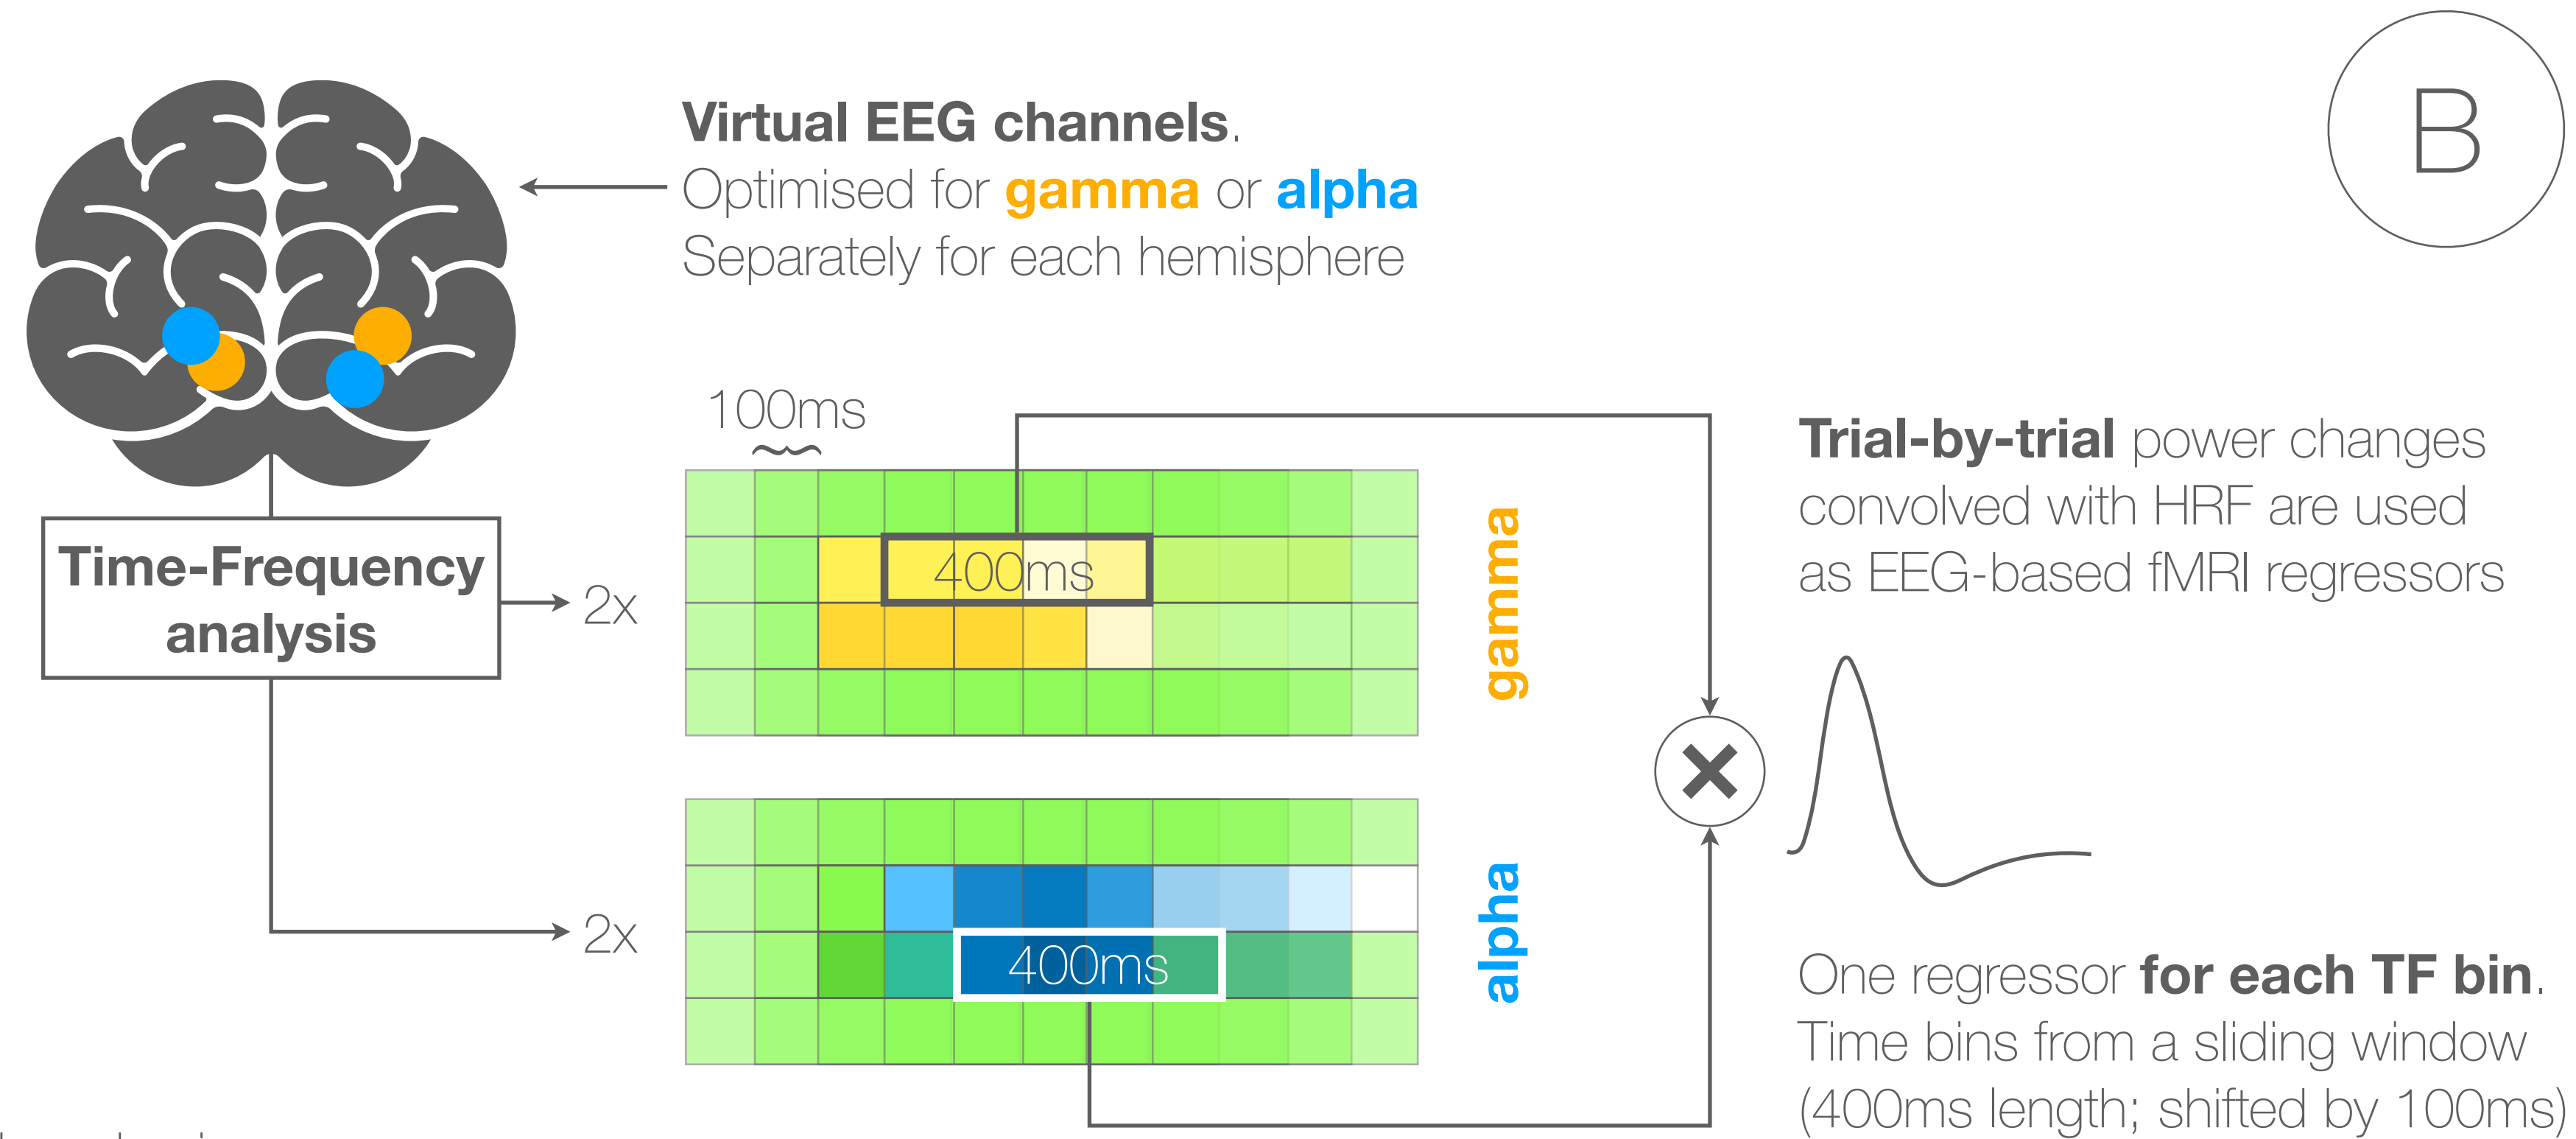 B
Virtual EEG channels.
Optimised for gamma or alpha
Separately for each hemisphere
100ms
Trial-by-trial power changes
convolved with HRF are used
as EEG-based fMRI regressors
Time-Frequency
analysis
2x
400ms
gamma
2x
400ms
alpha
One regressor for each TF bin.
Time bins from a sliding window
(400ms length; shifted by 100ms)